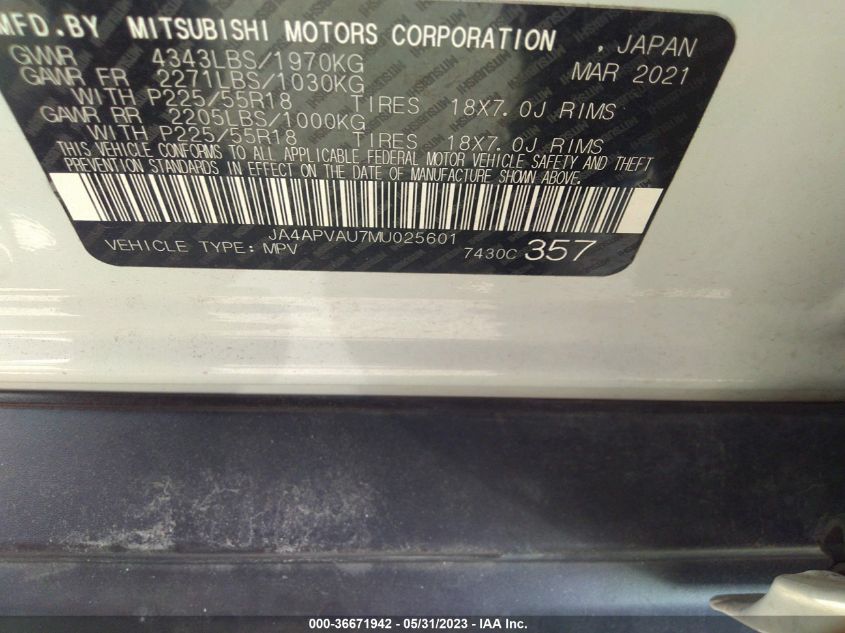 MFD.BY MITSUBISHI MOTORS CORPORATION , JAPAN
GVWR 4343LBS/1970KG MAR 2021
GAWR FR 2271LBS/1030KG
WITH P225/55R18 TIRES 18X7.0J RIMS
GAWR RR 2205LBS/1000KG
WITH P225/55R18 TIRES 18X7.0J RIMS
THIS VEHICLE CONFORMS TO ALL APPLICABLE FEDERAL MOTOR VEHICLE SAFETY AND THEFT
PREVENTION STANDARDS IN EFFECT ON THE DATE OF MANUFACTURE SHOWN ABOVE.
JA4APVAU7MU025601
VEHICLE TYPE: MPV 7430C 357
000-36671942 - 05/31/2023 - IAA Inc.